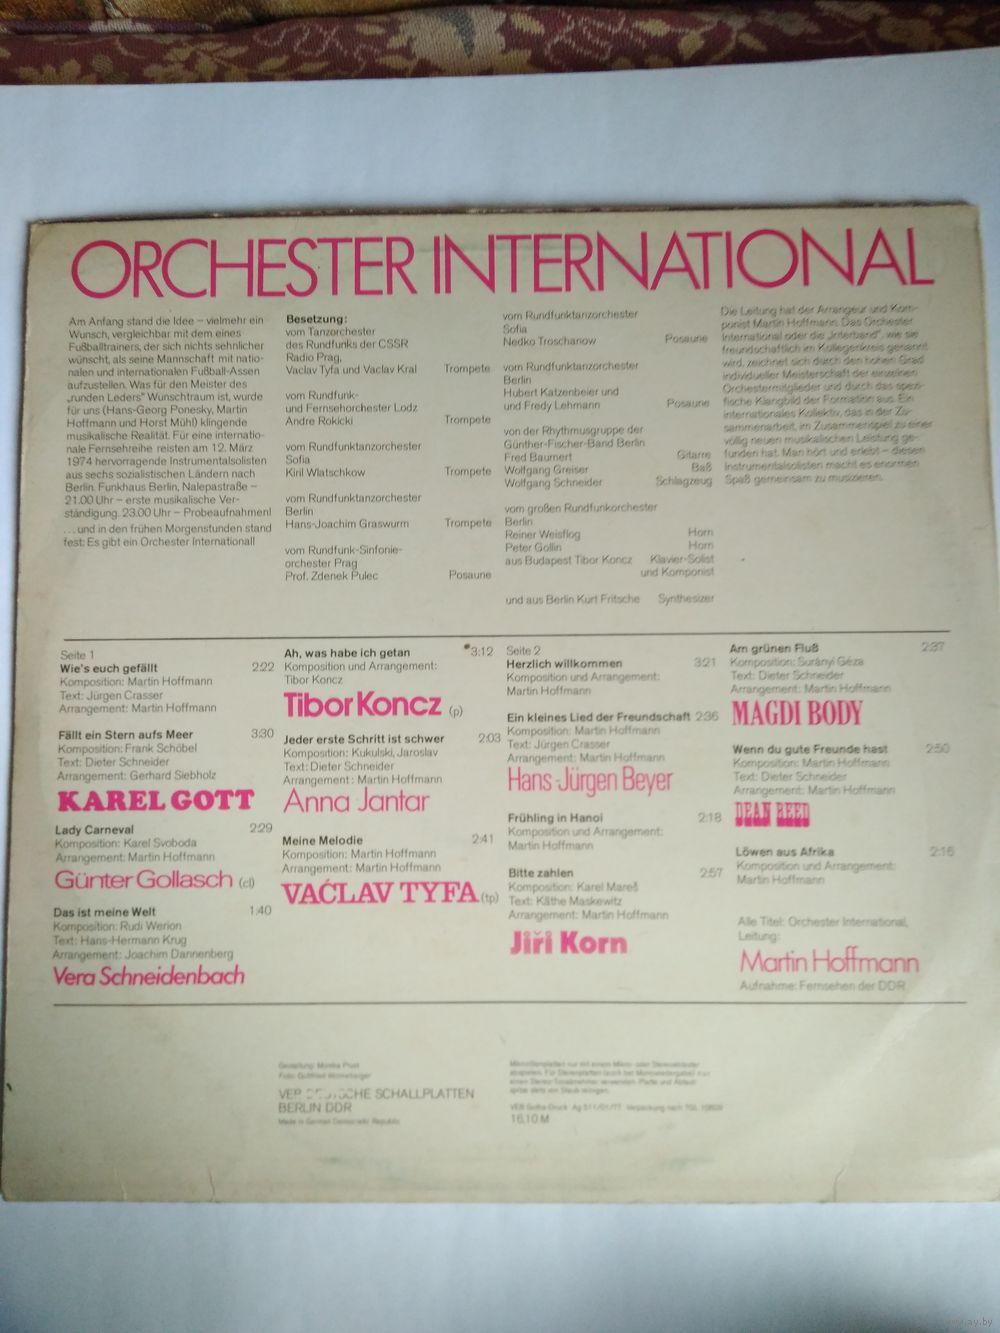 ORCHESTER INTERNATIONAL
Am Anfang stand die Idee – vielmehr ein
Wunsch, vergleichbar mit dem eines
Fußballtrainers, der sich nichts sehnlicher
wünscht, als seine Mannschaft mit natio-
nalen und internationalen Fußball-Assen
aufzustellen. Was für den Meister des
„runden Leders" Wunschtraum ist, wurde
für uns (Hans-Georg Ponesky, Martin
Hoffmann und Horst Mühl) klingende
musikalische Realität. Für eine internatio-
nale Fernsehreihe reisten am 12. März
1974 hervorragende Instrumentalsolisten
aus sechs sozialistischen Ländern nach
Berlin. Funkhaus Berlin, Nalepastraße –
21.00 Uhr – erste musikalische Ver-
ständigung. 23.00 Uhr – Probeaufnahmen!
...und in den frühen Morgenstunden stand
fest: Es gibt ein Orchester International!
Besetzung:
vom Tanzorchester
des Rundfunks der CSSR
Radio Prag,
Vaclav Tyfa und Vaclav Kral Trompete
vom Rundfunk-
und Fernsehorchester Lodz
Andre Rokicki Trompete
vom Rundfunktanzorchester
Sofia
Kiril Wlatschkow Trompete
vom Rundfunktanzorchester
Berlin
Hans-Joachim Graswurm Trompete
vom Rundfunk-Sinfonie-
orchester Prag
Prof. Zdenek Pulec Posaune
vom Rundfunktanzorchester
Sofia
Nedko Troschanow Posaune
vom Rundfunktanzorchester
Berlin
Hubert Katzenbeier und
und Fredy Lehmann Posaune
von der Rhythmusgruppe der
Günther-Fischer-Band Berlin
Fred Baumert Gitarre
Wolfgang Greiser Baß
Wolfgang Schneider Schlagzeug
vom großen Rundfunkorchester
Berlin
Reiner Weisflog Horn
Peter Gollin Horn
aus Budapest Tibor Koncz Klavier-Solist
und Komponist
und aus Berlin Kurt Fritsche Synthesizer
Die Leitung hat der Arrangeur und Kom-
ponist Martin Hoffmann. Das Orchester
International oder die „Interband", wie sie
freundschaftlich im Kollegenkreis genannt
wird, zeichnet sich durch den hohen Grad
individueller Meisterschaft der einzelnen
Orchestermitglieder und durch das spezi-
fische Klangbild der Formation aus. Ein
internationales Kollektiv, das in der Zu-
sammenarbeit, im Zusammenspiel zu einer
völlig neuen musikalischen Leistung ge-
funden hat. Man hört und erlebt – diesen
Instrumentalsolisten macht es enormen
Spaß gemeinsam zu musizieren.
Seite 1
Wie's euch gefällt 2:22
Komposition: Martin Hoffmann
Text: Jürgen Crasser
Arrangement: Martin Hoffmann
Fällt ein Stern aufs Meer 3:30
Komposition: Frank Schöbel
Text: Dieter Schneider
Arrangement: Gerhard Siebholz
KAREL GOTT
Lady Carneval 2:29
Komposition: Karel Svoboda
Arrangement: Martin Hoffmann
Günter Gollasch (cl)
Das ist meine Welt 1:40
Komposition: Rudi Werion
Text: Hans-Hermann Krug
Arrangement: Joachim Dannenberg
Vera Schneidenbach
Ah, was habe ich getan 3:12
Komposition und Arrangement:
Tibor Koncz
Tibor Koncz (p)
Jeder erste Schritt ist schwer 2:03
Komposition: Kukulski, Jaroslav
Text: Dieter Schneider
Arrangement: Martin Hoffmann
Anna Jantar
Meine Melodie 2:41
Komposition: Martin Hoffmann
Arrangement: Martin Hoffmann
VAĆLAV TYFA (tp)
Seite 2
Herzlich willkommen 3:21
Komposition und Arrangement:
Martin Hoffmann
Ein kleines Lied der Freundschaft 2:36
Komposition: Martin Hoffmann
Text: Jürgen Crasser
Arrangement: Martin Hoffmann
Hans-Jürgen Beyer
Frühling in Hanoi 2:18
Komposition und Arrangement:
Martin Hoffmann
Bitte zahlen 2:57
Komposition: Karel Mareš
Text: Käthe Maskewitz
Arrangement: Martin Hoffmann
Jiři Korn
Am grünen Fluß 2:37
Komposition: Surányi Géza
Text: Dieter Schneider
Arrangement: Martin Hoffmann
MAGDI BODY
Wenn du gute Freunde hast 2:50
Komposition: Martin Hoffmann
Text: Dieter Schneider
Arrangement: Martin Hoffmann
DEAN REED
Löwen aus Afrika 2:16
Komposition und Arrangement:
Martin Hoffmann
Alle Titel: Orchester International,
Leitung:
Martin Hoffmann
Aufnahme: Fernsehen der DDR
Gestaltung: Monika Prust
Foto: Gottfried
VEB DEUTSCHE SCHALLPLATTEN
BERLIN DDR
Made in German Democratic Republic
VEB Gotha-Druck Ag 511/01/77 Verpackung nach TGL
16,10 M
www.ay.by